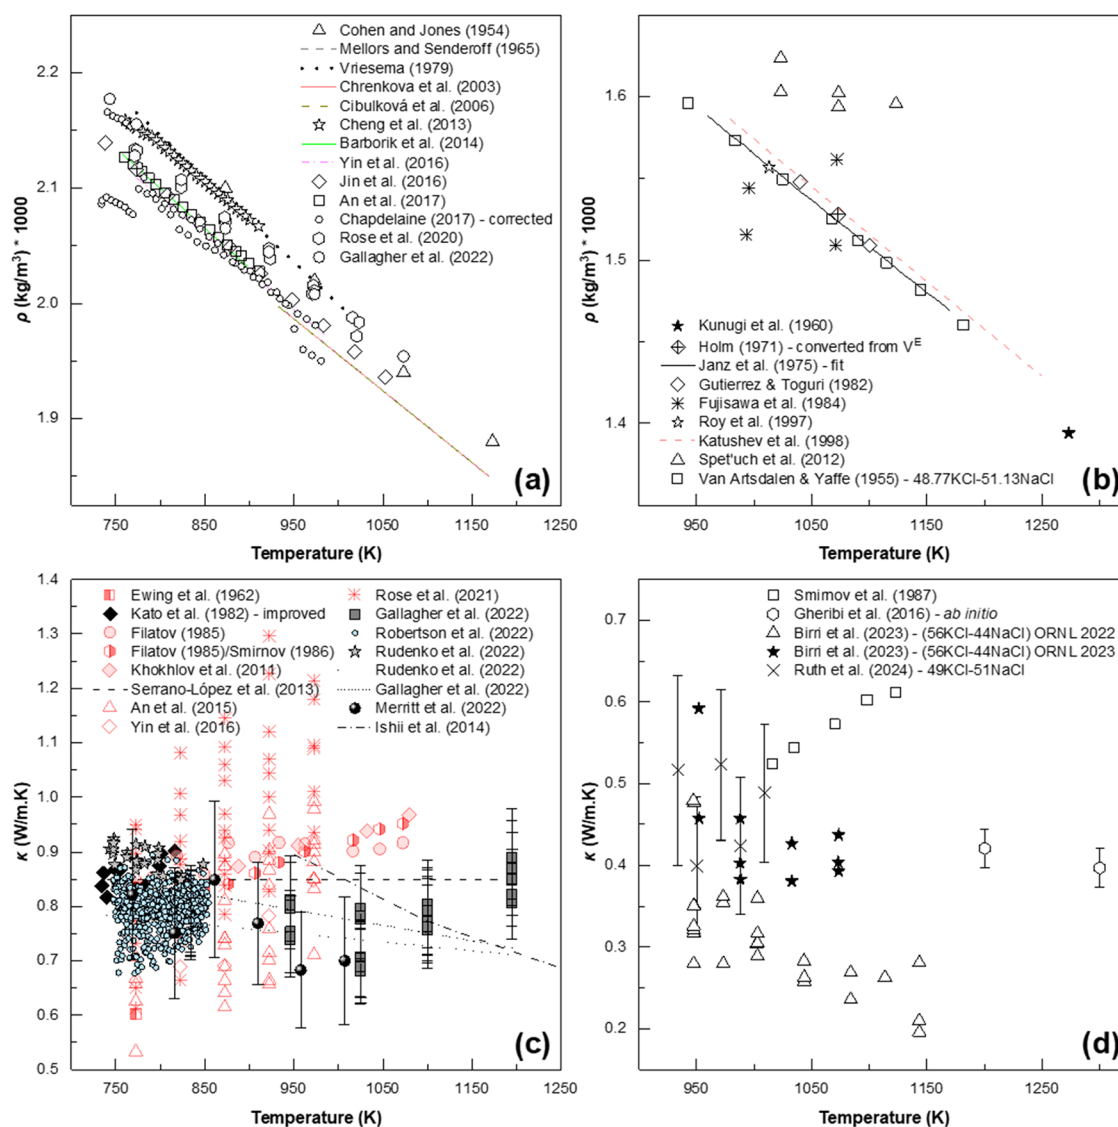 Cohen and Jones (1954)
Mellors and Senderoff (1965)
Vriesema (1979)
Chrenkova et al. (2003)
Cibulková et al. (2006)
Cheng et al. (2013)
Barborik et al. (2014)
Yin et al. (2016)
Jin et al. (2016)
An et al. (2017)
Chapdelaine (2017) - corrected
Rose et al. (2020)
Gallagher et al. (2022)
2.2
2.1
2.0
1.9
ρ (kg/m³) * 1000
750 850 950 1050 1150 1250
Temperature (K)
(a)
1.6
1.5
1.4
ρ (kg/m³) * 1000
Kunugi et al. (1960)
Holm (1971) - converted from Vᴱ
Janz et al. (1975) - fit
Gutierrez & Toguri (1982)
Fujisawa et al. (1984)
Roy et al. (1997)
Katushev et al. (1998)
Spet'uch et al. (2012)
Van Artsdalen & Yaffe (1955) - 48.77KCl-51.13NaCl
950 1050 1150 1250
Temperature (K)
(b)
Ewing et al. (1962)
Kato et al. (1982) - improved
Filatov (1985)
Filatov (1985)/Smirnov (1986)
Khokhlov et al. (2011)
Serrano-López et al. (2013)
An et al. (2015)
Yin et al. (2016)
Rose et al. (2021)
Gallagher et al. (2022)
Robertson et al. (2022)
Rudenko et al. (2022)
Rudenko et al. (2022)
Gallagher et al. (2022)
Merritt et al. (2022)
Ishii et al. (2014)
1.4
1.3
1.2
1.1
1.0
0.9
0.8
0.7
0.6
0.5
κ (W/m.K)
750 850 950 1050 1150 1250
Temperature (K)
(c)
Smirnov et al. (1987)
Gheribi et al. (2016) - ab initio
Birri et al. (2023) - (56KCl-44NaCl) ORNL 2022
Birri et al. (2023) - (56KCl-44NaCl) ORNL 2023
Ruth et al. (2024) - 49KCl-51NaCl
0.7
0.6
0.5
0.4
0.3
0.2
κ (W/m.K)
950 1050 1150 1250
Temperature (K)
(d)